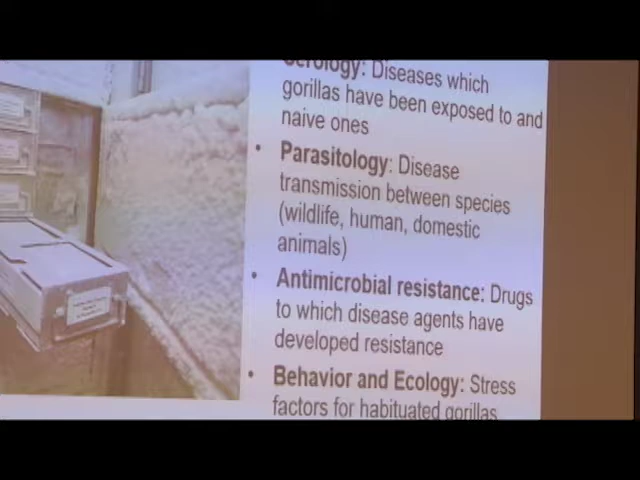 Serology: Diseases which
gorillas have been exposed to and
naive ones
• Parasitology: Disease
transmission between species
(wildlife, human, domestic
animals)
• Antimicrobial resistance: Drugs
to which disease agents have
developed resistance
• Behavior and Ecology: Stress
factors for habituated gorillas